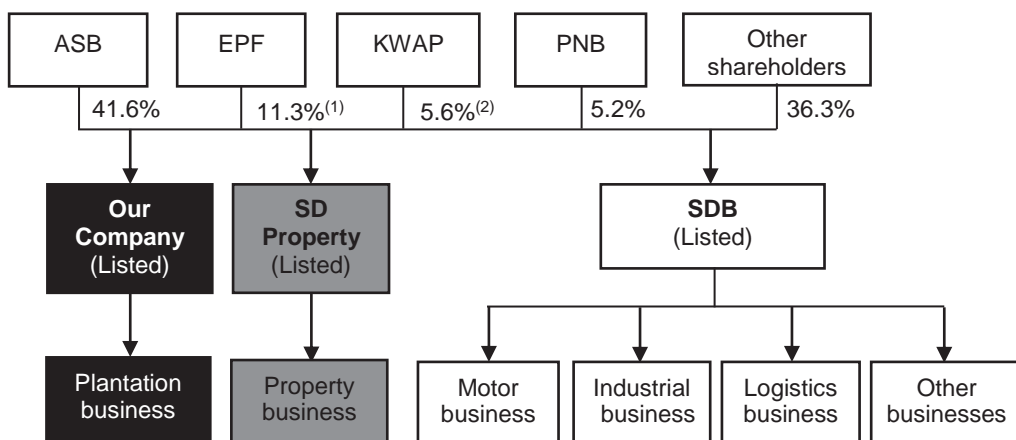 ASB
EPF
KWAP
PNB
Other
shareholders
41.6%
11.3%(1)
5.6%(2)
5.2%
36.3%
Our
Company
(Listed)
SD
Property
(Listed)
SDB
(Listed)
Plantation
business
Property
business
Motor
business
Industrial
business
Logistics
business
Other
businesses